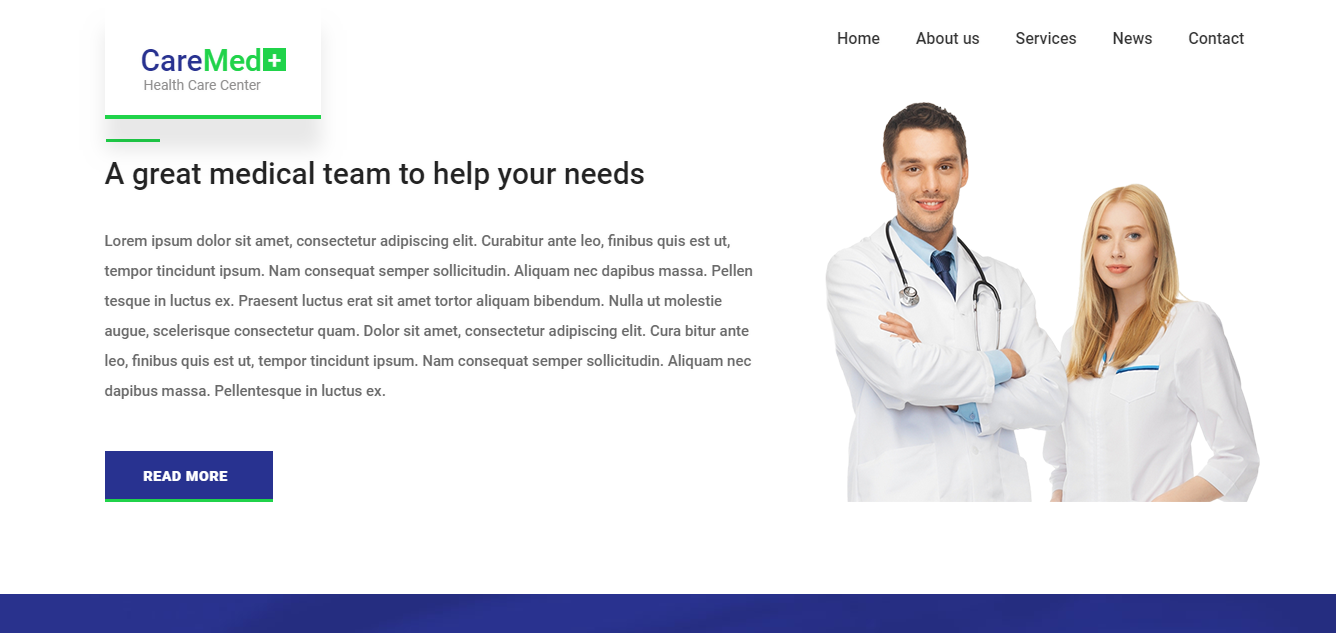 CareMed+
Health Care Center
Home About us Services News Contact
A great medical team to help your needs
Lorem ipsum dolor sit amet, consectetur adipiscing elit. Curabitur ante leo, finibus quis est ut,
tempor tincidunt ipsum. Nam consequat semper sollicitudin. Aliquam nec dapibus massa. Pellen
tesque in luctus ex. Praesent luctus erat sit amet tortor aliquam bibendum. Nulla ut molestie
augue, scelerisque consectetur quam. Dolor sit amet, consectetur adipiscing elit. Cura bitur ante
leo, finibus quis est ut, tempor tincidunt ipsum. Nam consequat semper sollicitudin. Aliquam nec
dapibus massa. Pellentesque in luctus ex.
READ MORE